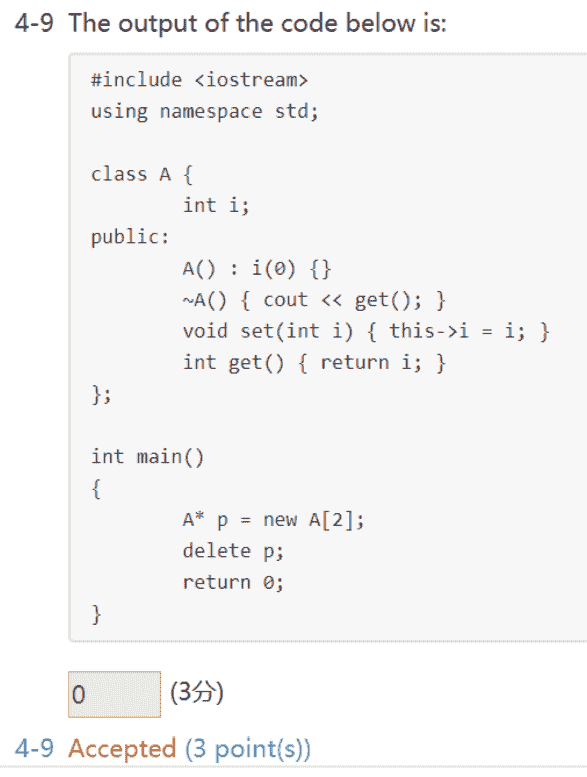 4-9 The output of the code below is:
#include <iostream>
using namespace std;
class A {
int i;
public:
A() : i(0) {}
~A() { cout << get(); }
void set(int i) { this->i = i; }
int get() { return i; }
};
int main()
{
A* p = new A[2];
delete p;
return 0;
}
0 (3分)
4-9 Accepted (3 point(s))